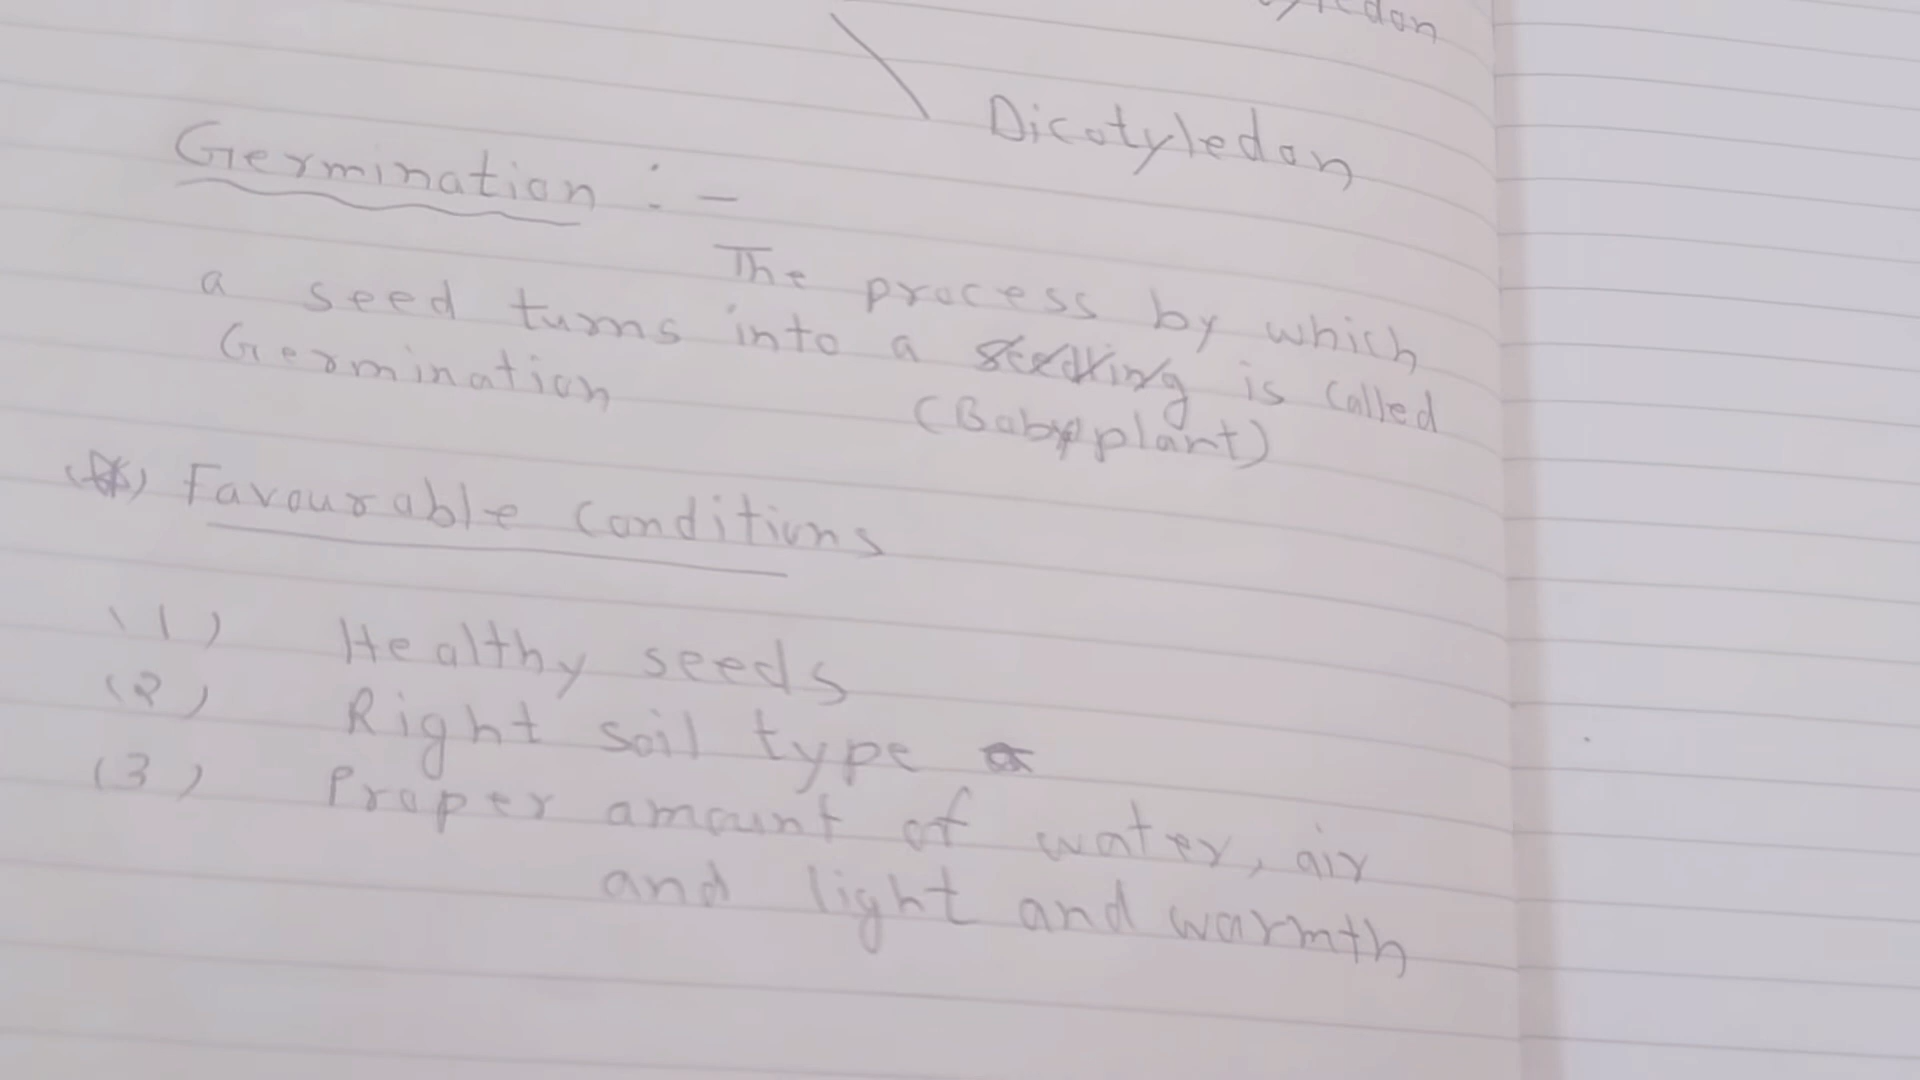 Dicotyledon
Germination :-
The process by which
a seed turns into a seedling is called
Germination (Baby plant)
Favourable conditions
(1) Healthy seeds
(2) Right soil type
(3) Proper amount of water, air
and light and warmth